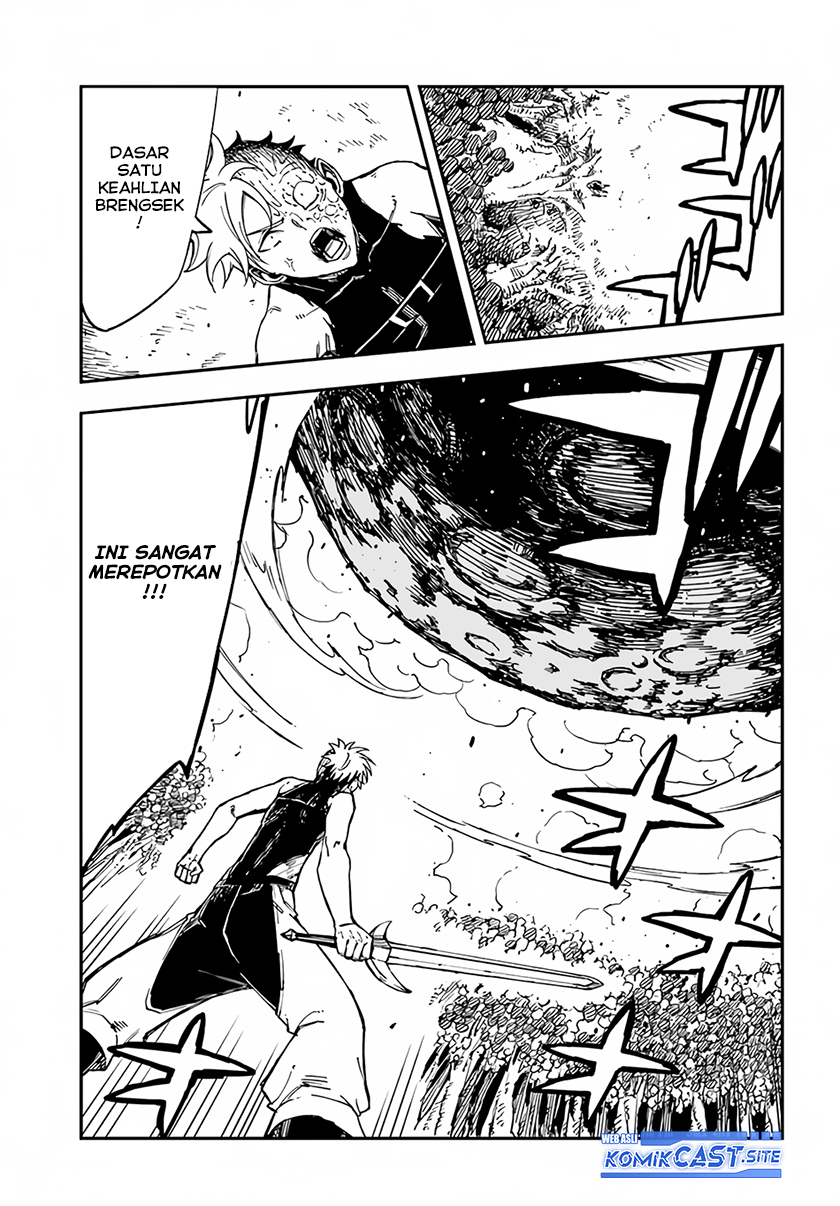 DASAR
SATU
KEAHLIAN
BRENGSEK
!
INI SANGAT
MEREPOTKAN
!!!
WEB ASLI
KOMIKCAST.SITE